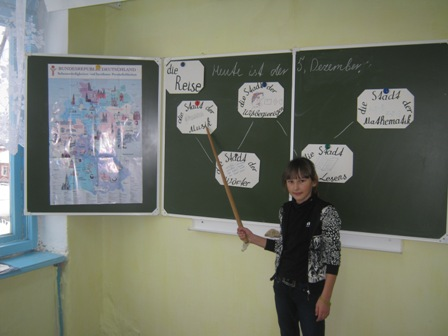 BUNDESREPUBLIK DEUTSCHLAND
die
Reise
Heute ist der 5. Dezember.
die Stadt der
Musik
die Stadt der
die Stadt der
Mathematik
die Stadt der
Wörter
die Stadt des
Lesens